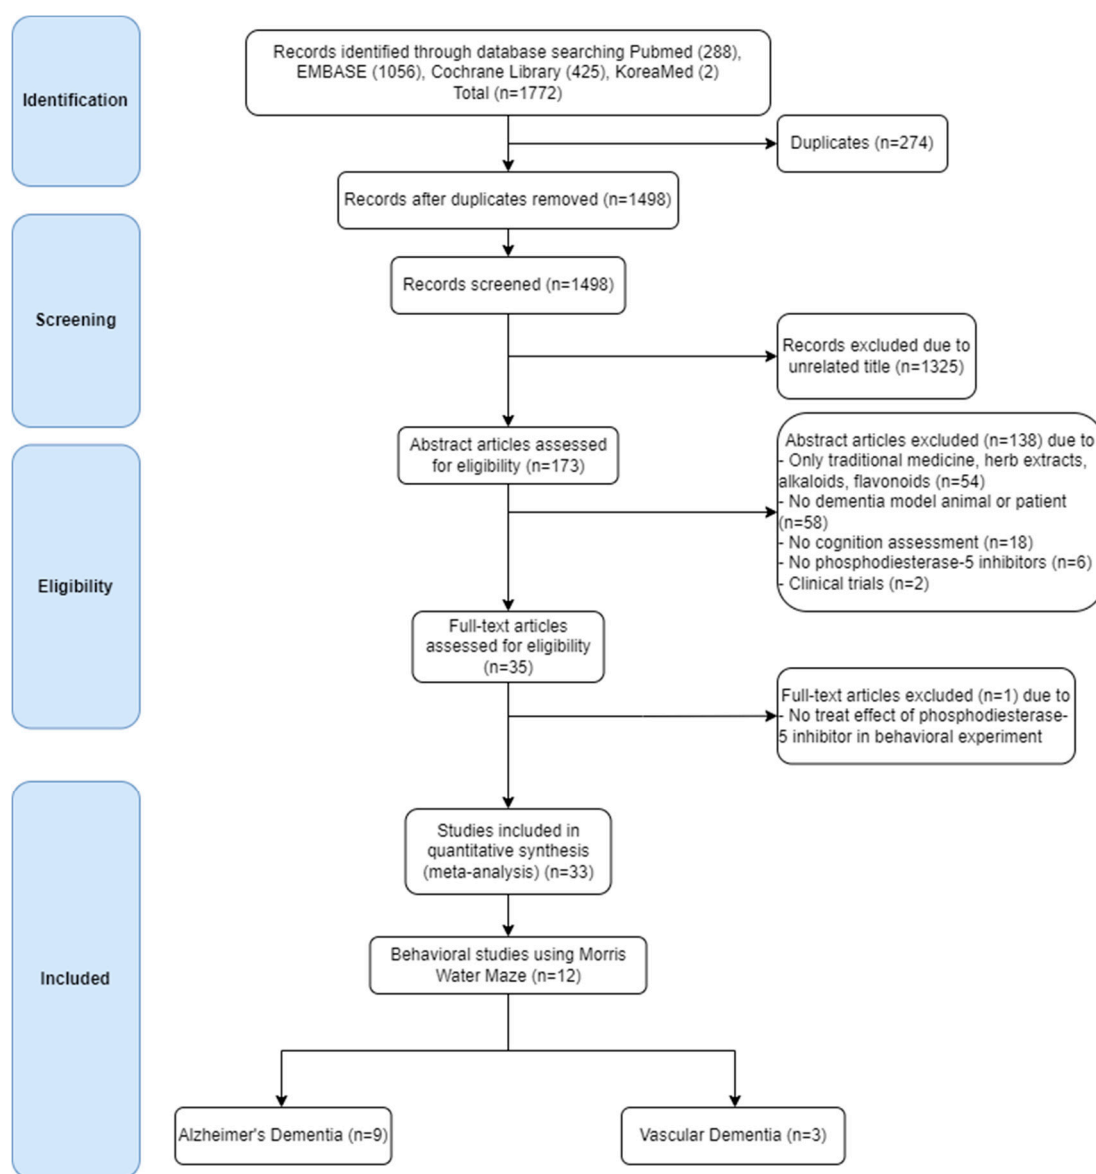 Identification
Records identified through database searching Pubmed (288),
EMBASE (1056), Cochrane Library (425), KoreaMed (2)
Total (n=1772)
Duplicates (n=274)
Records after duplicates removed (n=1498)
Screening
Records screened (n=1498)
Records excluded due to
unrelated title (n=1325)
Eligibility
Abstract articles assessed
for eligibility (n=173)
Abstract articles excluded (n=138) due to
- Only traditional medicine, herb extracts,
alkaloids, flavonoids (n=54)
- No dementia model animal or patient
(n=58)
- No cognition assessment (n=18)
- No phosphodiesterase-5 inhibitors (n=6)
- Clinical trials (n=2)
Full-text articles
assessed for eligibility
(n=35)
Full-text articles excluded (n=1) due to
- No treat effect of phosphodiesterase-
5 inhibitor in behavioral experiment
Included
Studies included in
quantitative synthesis
(meta-analysis) (n=33)
Behavioral studies using Morris
Water Maze (n=12)
Alzheimer's Dementia (n=9)
Vascular Dementia (n=3)